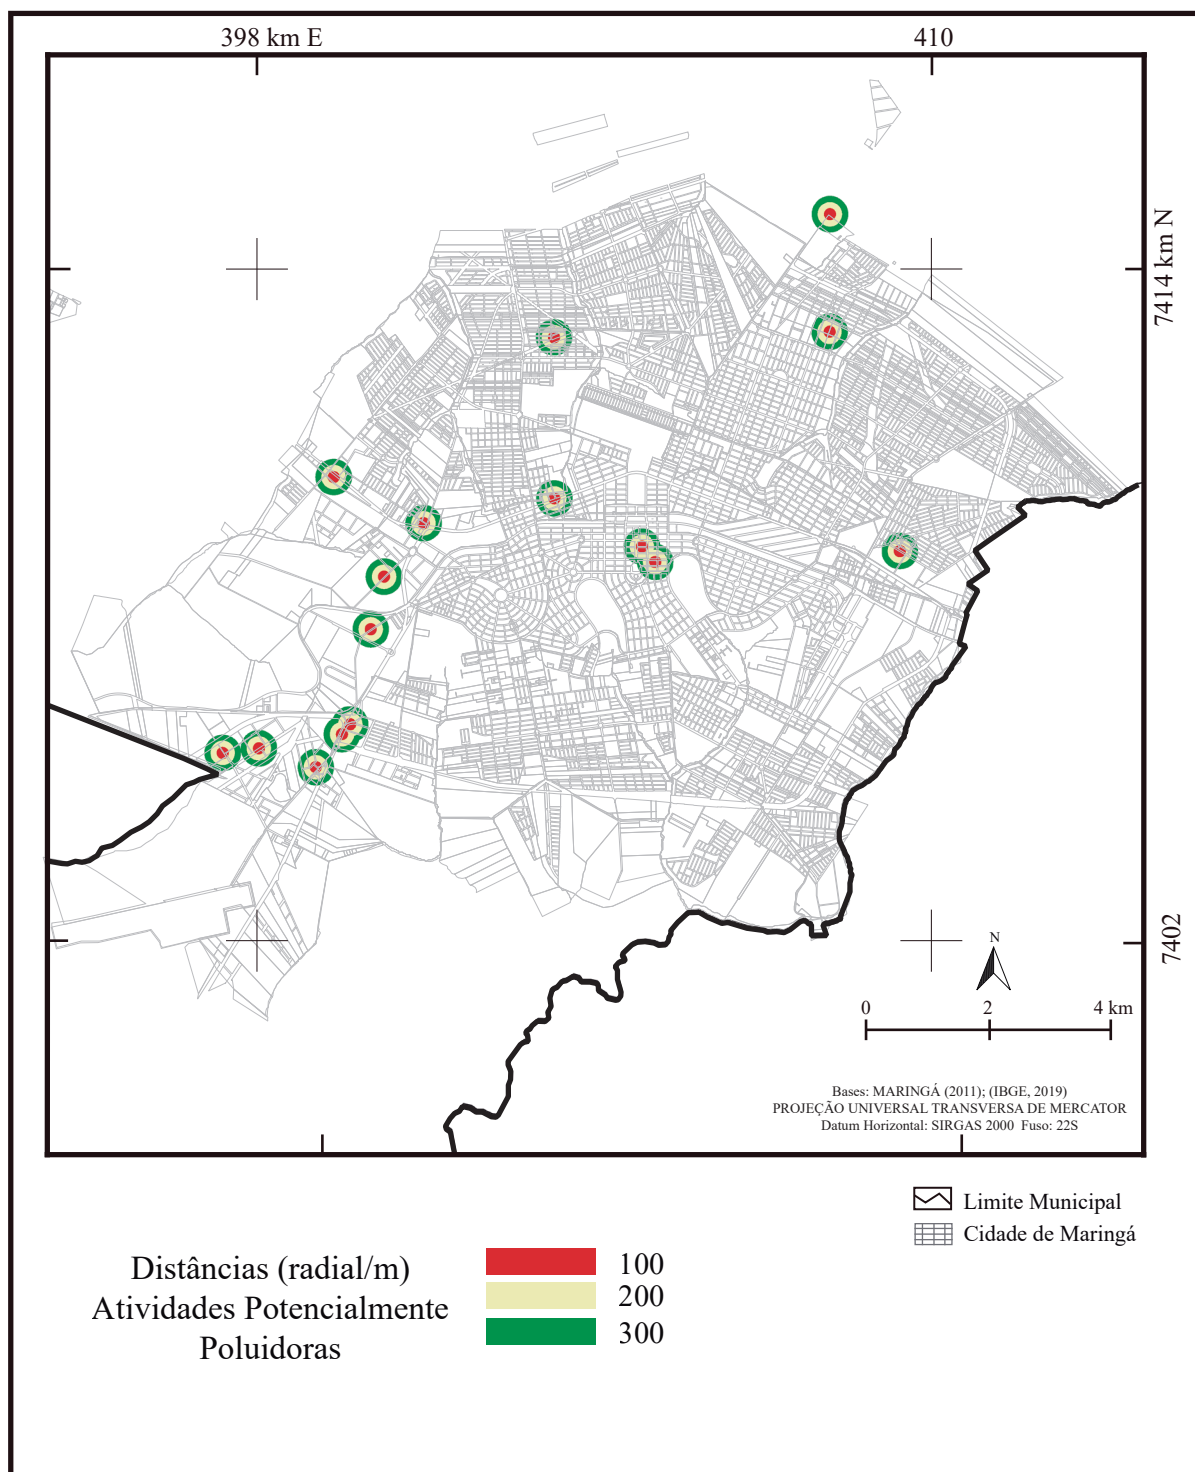 398 km E
410
7414 km N
7402
N
0 2 4 km
Bases: MARINGÁ (2011); (IBGE, 2019)
PROJEÇÃO UNIVERSAL TRANSVERSA DE MERCATOR
Datum Horizontal: SIRGAS 2000 Fuso: 22S
Limite Municipal
Cidade de Maringá
Distâncias (radial/m)
Atividades Potencialmente
Poluidoras
100
200
300